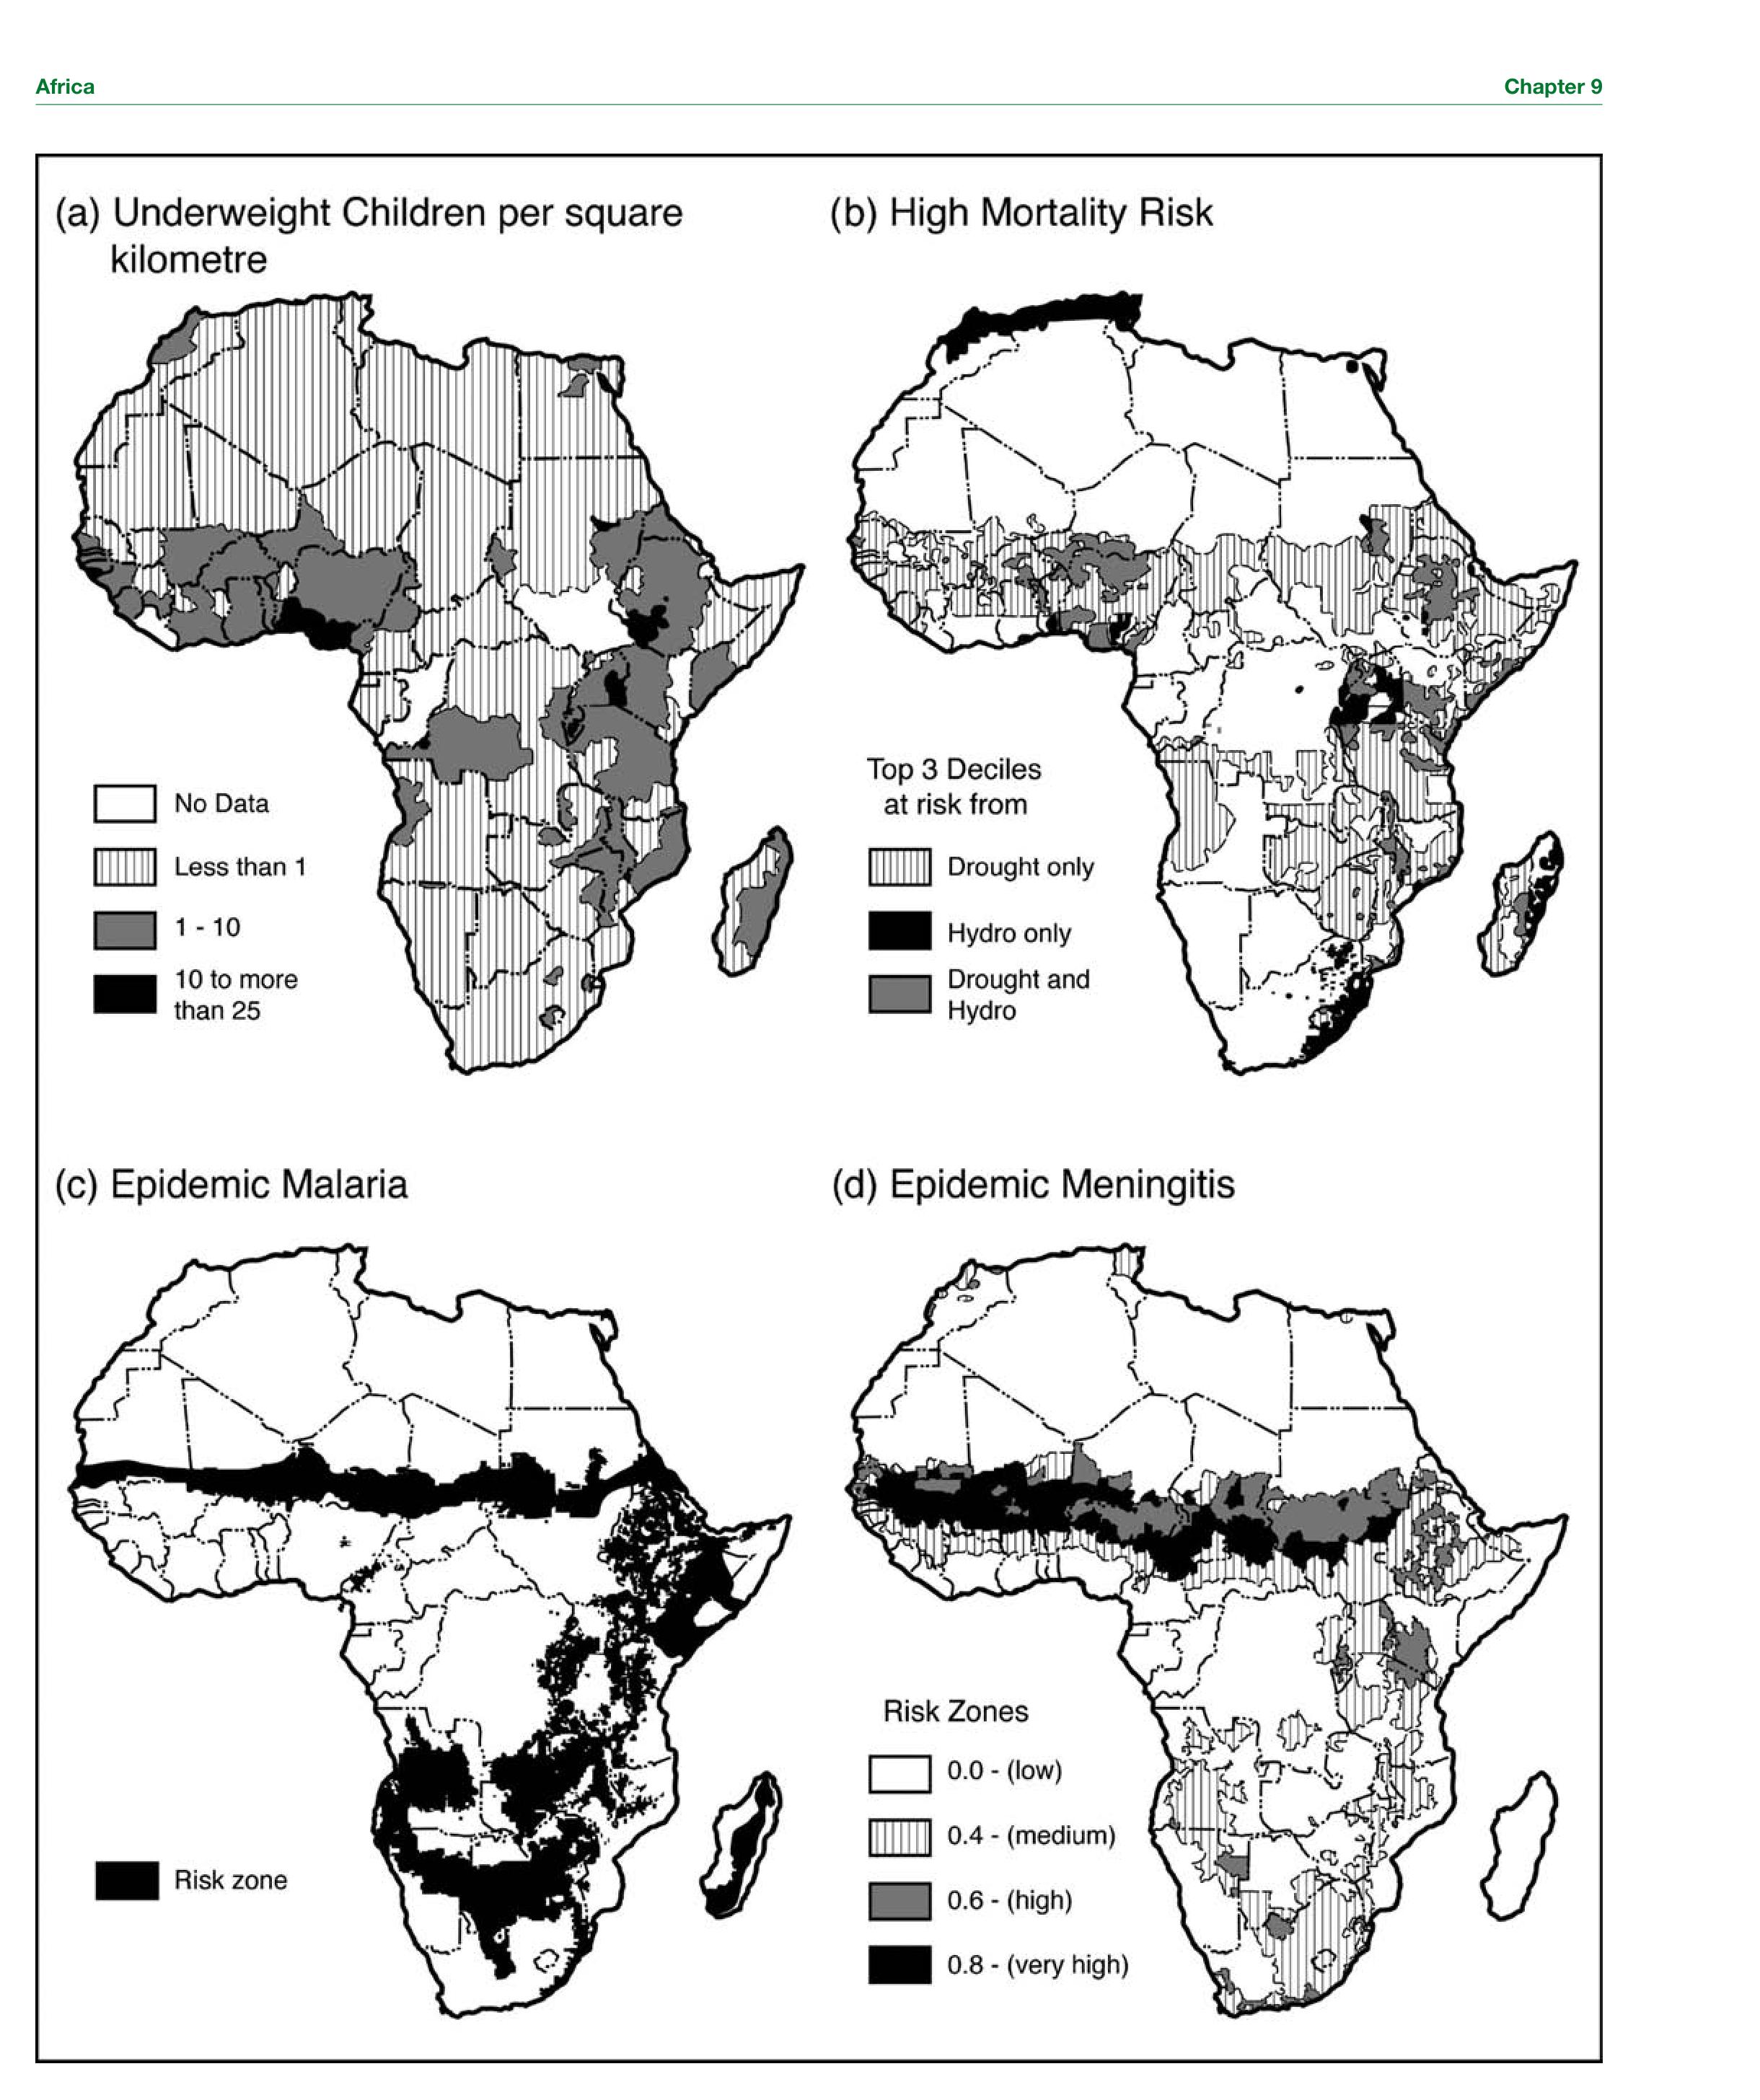 Africa
Chapter 9
(a) Underweight Children per square
kilometre
(b) High Mortality Risk
No Data
Less than 1
1 - 10
10 to more
than 25
Top 3 Deciles
at risk from
Drought only
Hydro only
Drought and
Hydro
(c) Epidemic Malaria
(d) Epidemic Meningitis
Risk zone
Risk Zones
0.0 - (low)
0.4 - (medium)
0.6 - (high)
0.8 - (very high)